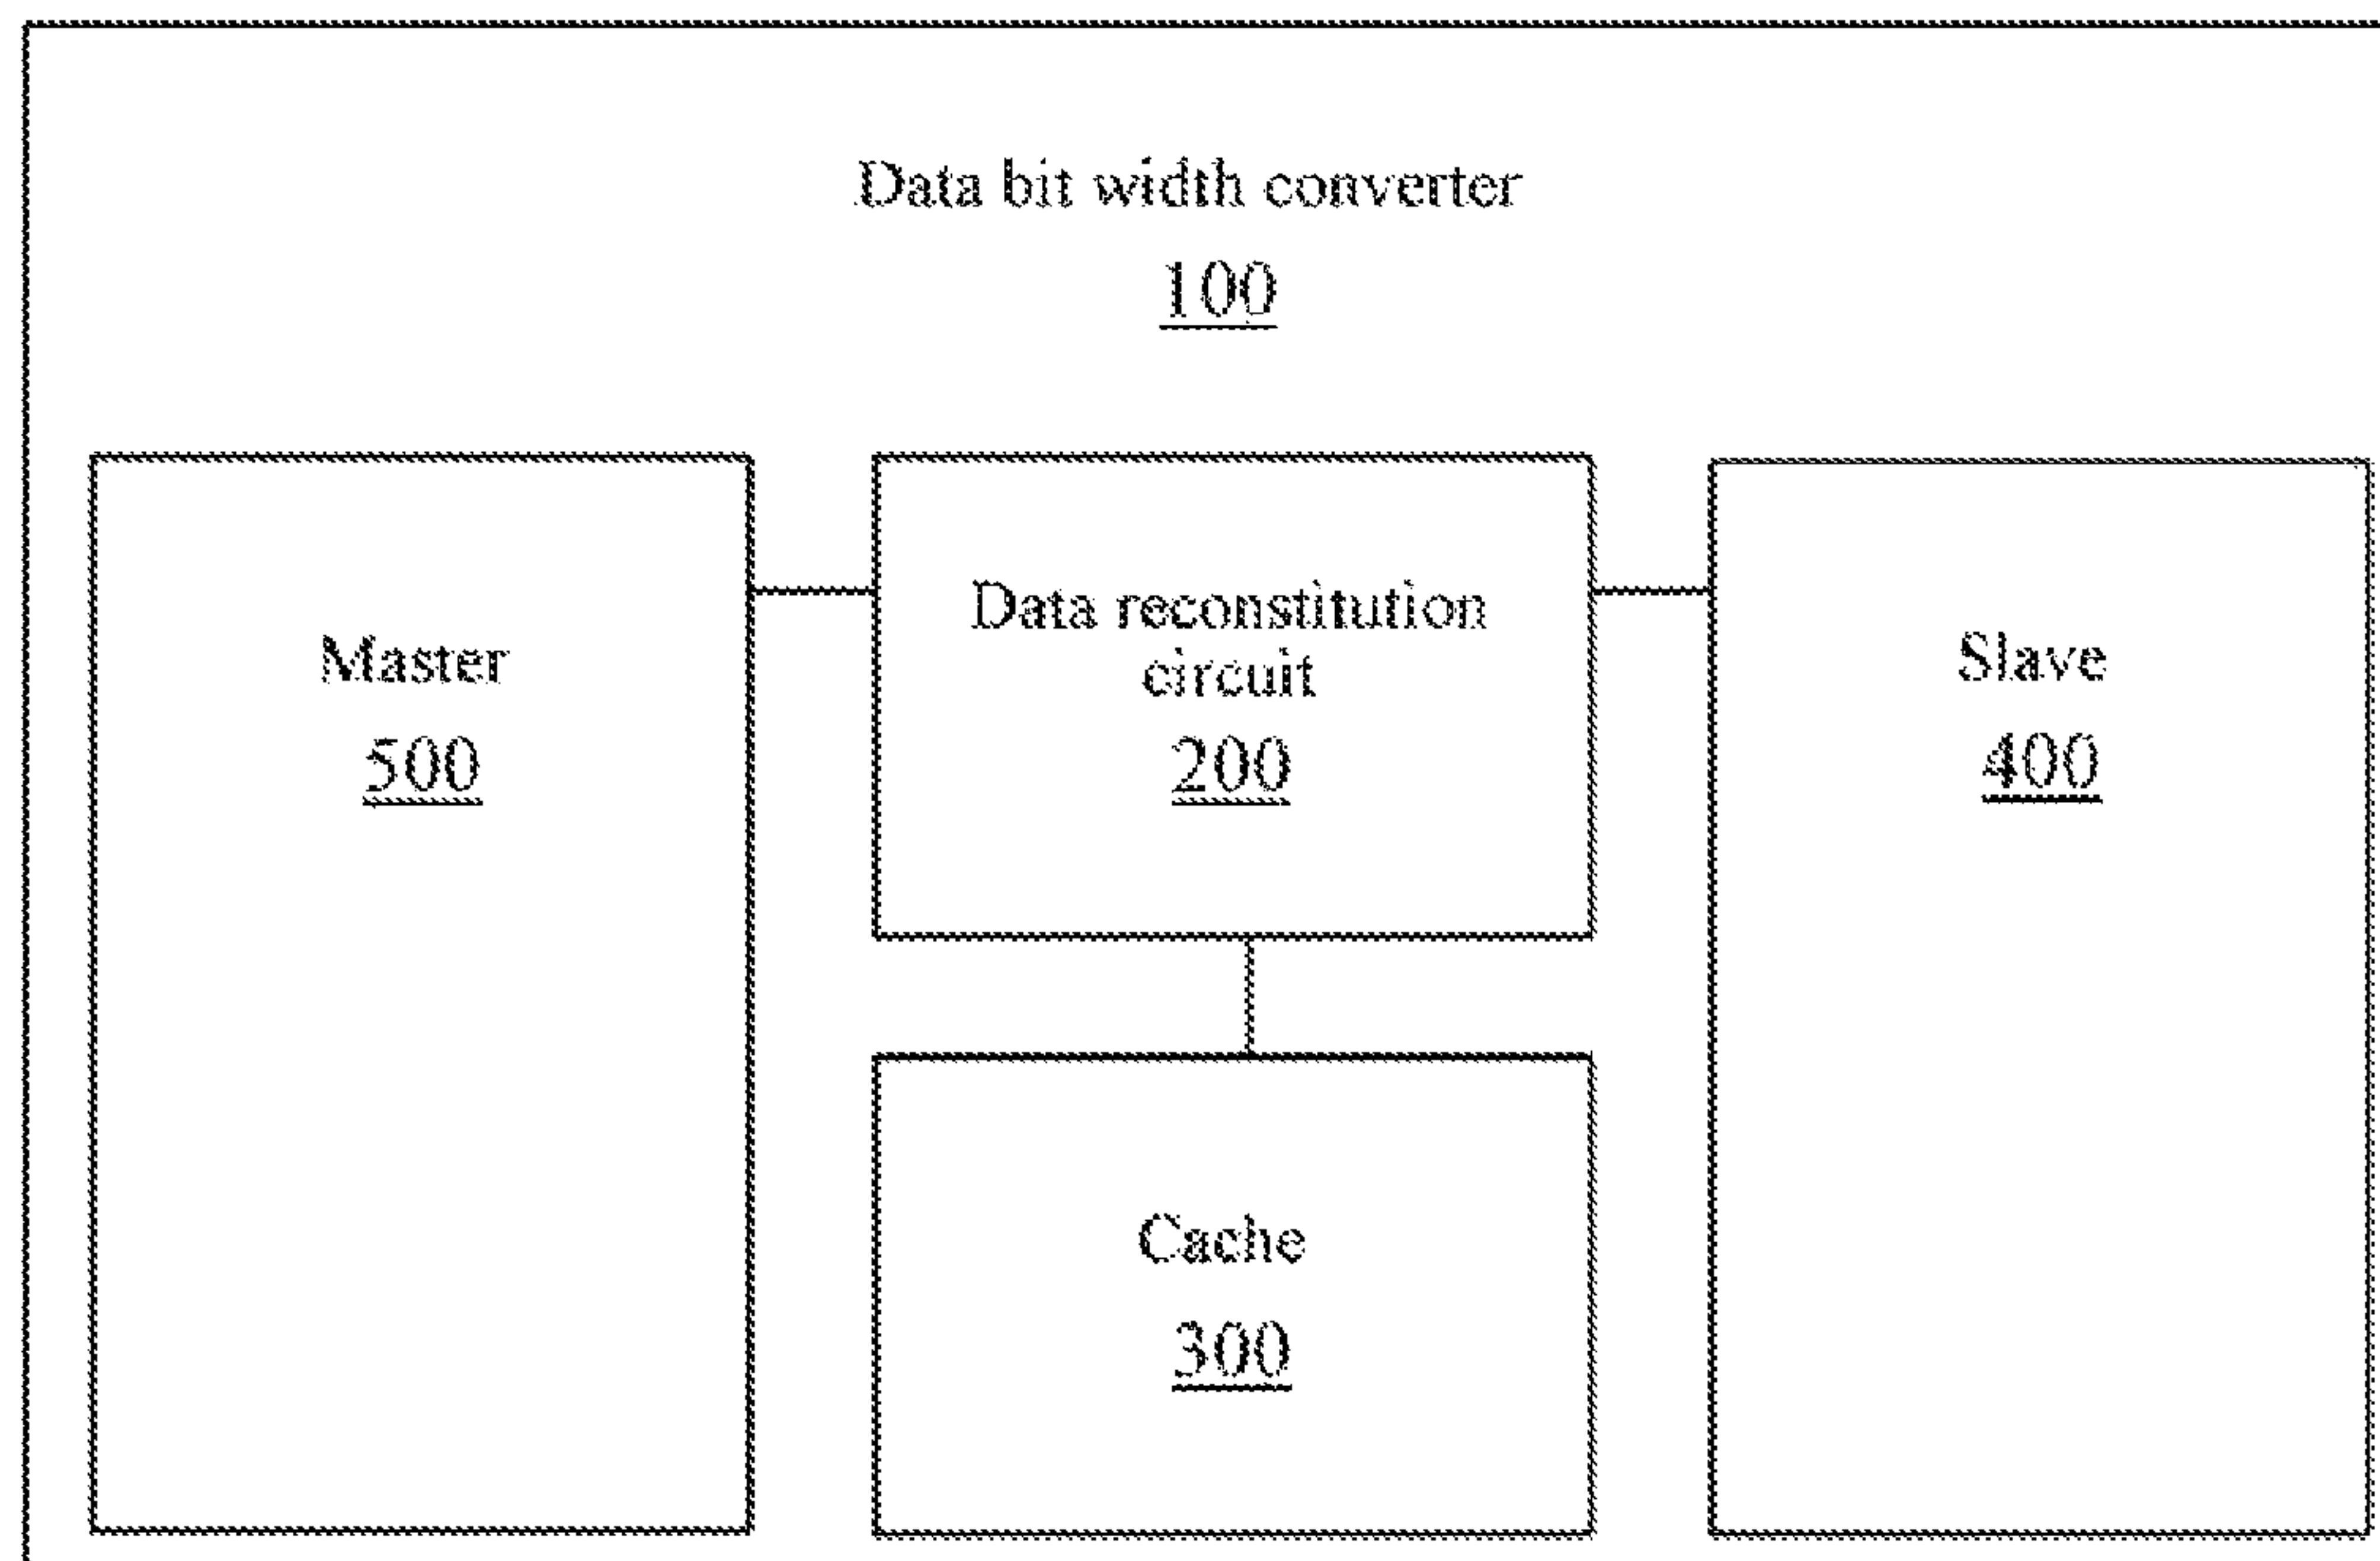 Data bit width converter
100
Master
500
Data reconstitution
circuit
200
Slave
400
Cache
300